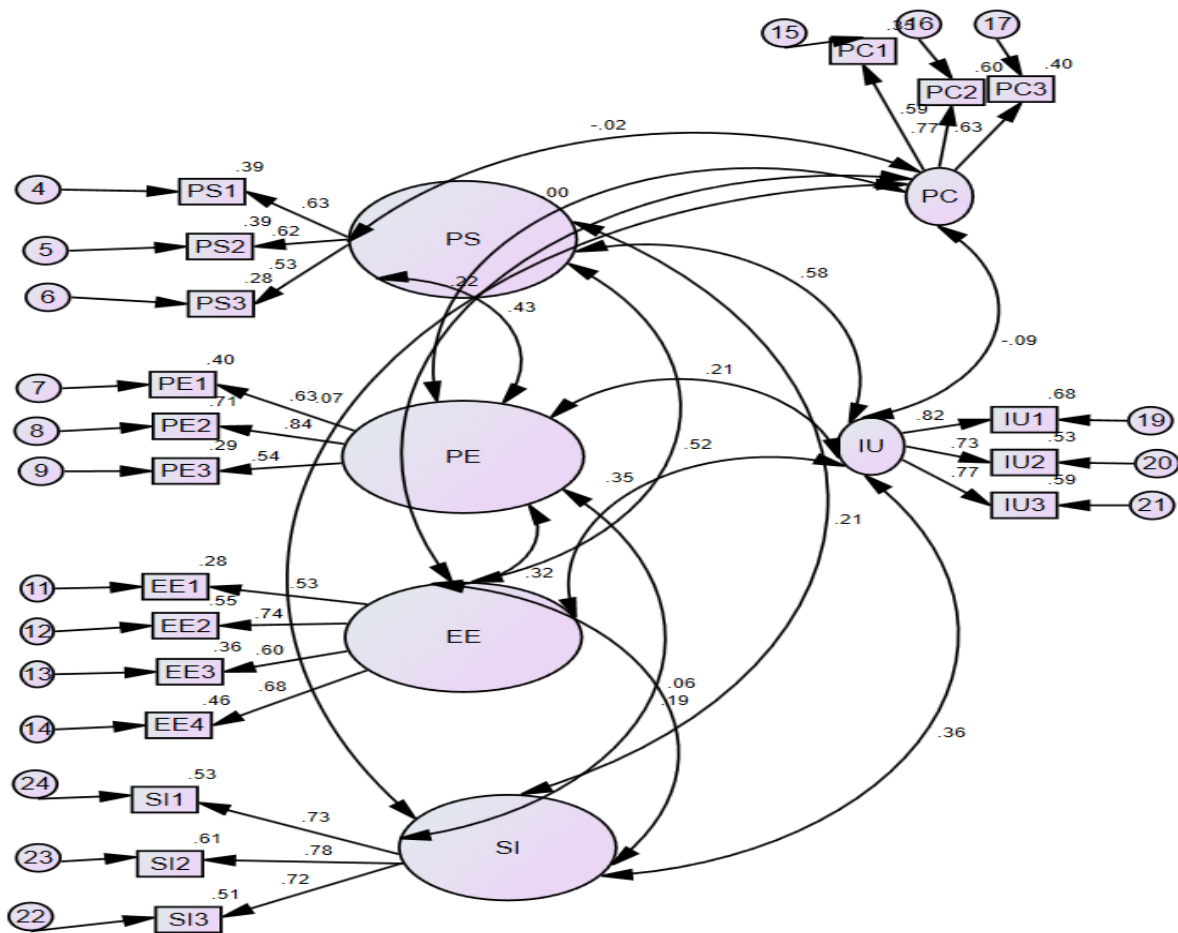 15
.35
16
17
PC1
.60
.40
PC2
PC3
.59
.77
.63
-.02
PC
.39
4
PS1
.63
00
PS
.39
5
PS2
.62
.53
.28
6
PS3
.22
.43
.58
-.09
.40
7
PE1
.63
.07
.71
8
PE2
.84
.29
9
PE3
.54
PE
.21
.52
.35
.21
IU
.82
.68
IU1
19
.73
.53
IU2
20
.77
.59
IU3
21
.28
11
EE1
.53
.32
.55
12
EE2
.74
EE
.36
13
EE3
.60
.68
.46
14
EE4
.06
.19
.36
.53
24
SI1
.73
.61
23
SI2
.78
SI
.72
.51
22
SI3